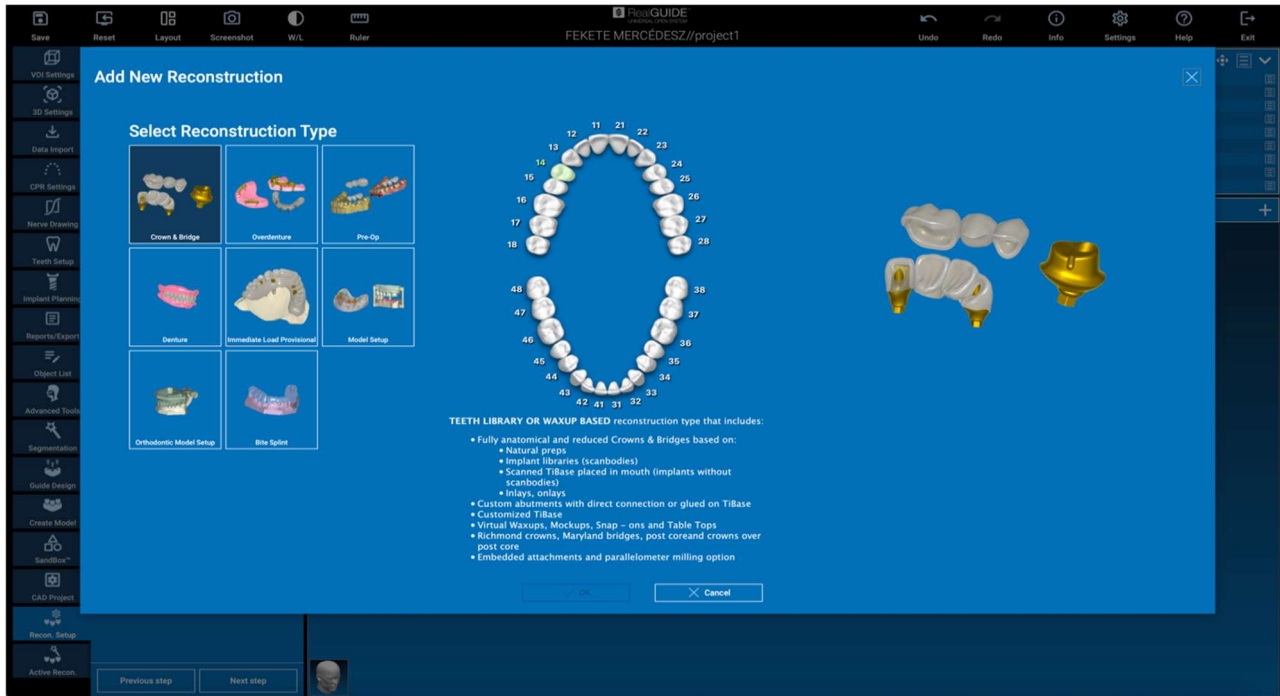 RealGUIDE
UNIVERSAL OPEN SYSTEM
Save
Reset
Layout
Screenshot
W/L
Ruler
FEKETE MERCÉDESZ//project1
Undo
Redo
Info
Settings
Help
Exit
VOI Settings
3D Settings
Data Import
CPR Settings
Nerve Drawing
Teeth Setup
Implant Planning
Reports/Export
Object List
Advanced Tools
Segmentation
Guide Design
Create Model
SandBox™
CAD Project
Recon. Setup
Active Recon.
Add New Reconstruction
Select Reconstruction Type
Crown & Bridge
Overdenture
Pre-Op
Denture
Immediate Load Provisional
Model Setup
Orthodontic Model Setup
Bite Splint
11 21
12 22
13 23
14 24
15 25
16 26
17 27
18 28
48 38
47 37
46 36
45 35
44 34
43 33
42 41 31 32
TEETH LIBRARY OR WAXUP BASED reconstruction type that includes:
• Fully anatomical and reduced Crowns & Bridges based on:
• Natural preps
• Implant libraries (scanbodies)
• Scanned TiBase placed in mouth (implants without
scanbodies)
• Inlays, onlays
• Custom abutments with direct connection or glued on TiBase
• Customized TiBase
• Virtual Waxups, Mockups, Snap – ons and Table Tops
• Richmond crowns, Maryland bridges, post coreand crowns over
post core
• Embedded attachments and parallelometer milling option
OK
Cancel
Previous step
Next step